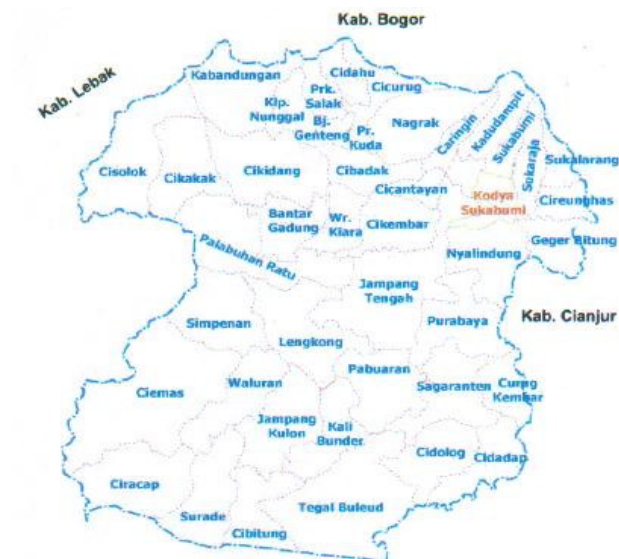 Kab. Bogor
Kab. Lebak
Kabandungan
Cidahu
Cicurug
Prk.
Salak
Klp.
Nunggal
Bj.
Genteng
Pr.
Kuda
Nagrak
Caringin
Kadudampit
Sukabumi
Sukaraja
Sukalarang
Cisolok
Cikakak
Cikidang
Cibadak
Cicantayan
Kodya
Sukabumi
Cireunghas
Bantar
Gadung
Wr.
Kiara
Cikembar
Geger Bitung
Nyalindung
Palabuhan Ratu
Jampang
Tengah
Kab. Cianjur
Simpenan
Purabaya
Lengkong
Pabuaran
Ciemas
Waluran
Sagaranten
Curug
Kembar
Jampang
Kulon
Kali
Bunder
Cidolog
Cidadap
Ciracap
Surade
Tegal Buleud
Cibitung